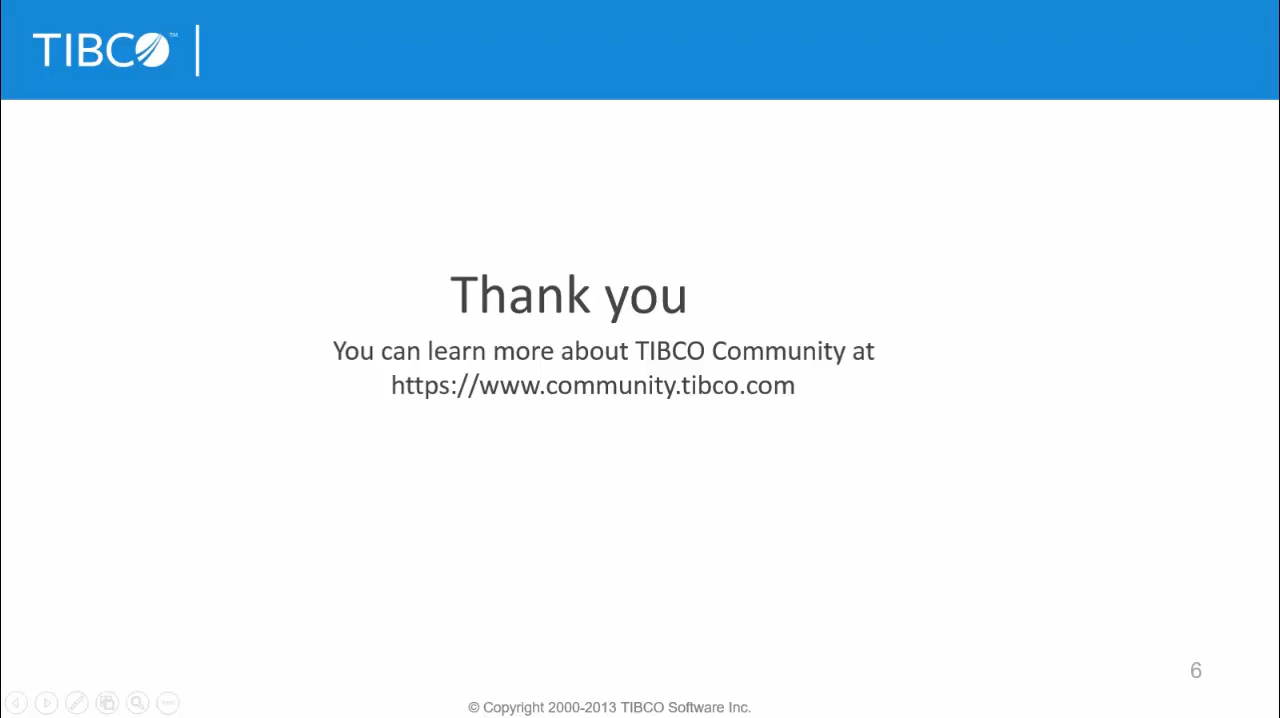 TIBCO™
Thank you
You can learn more about TIBCO Community at
https://www.community.tibco.com
6
© Copyright 2000-2013 TIBCO Software Inc.